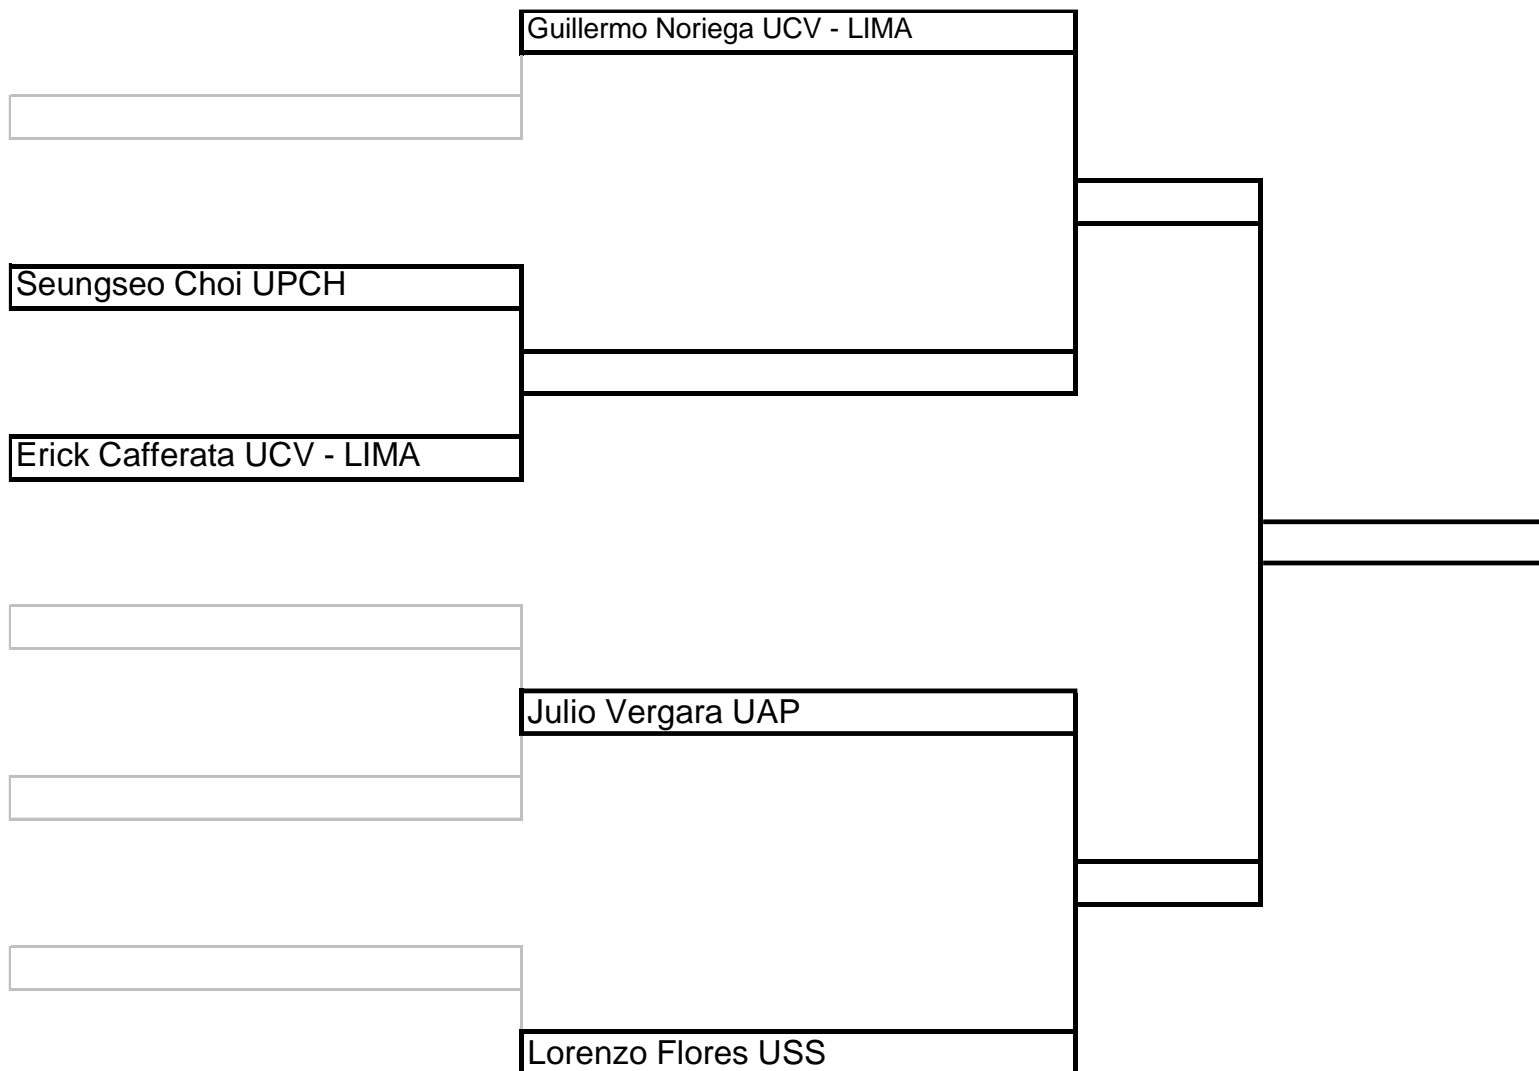 Guillermo Noriega UCV - LIMA
Seungseo Choi UPCH
Erick Cafferata UCV - LIMA
Julio Vergara UAP
Lorenzo Flores USS